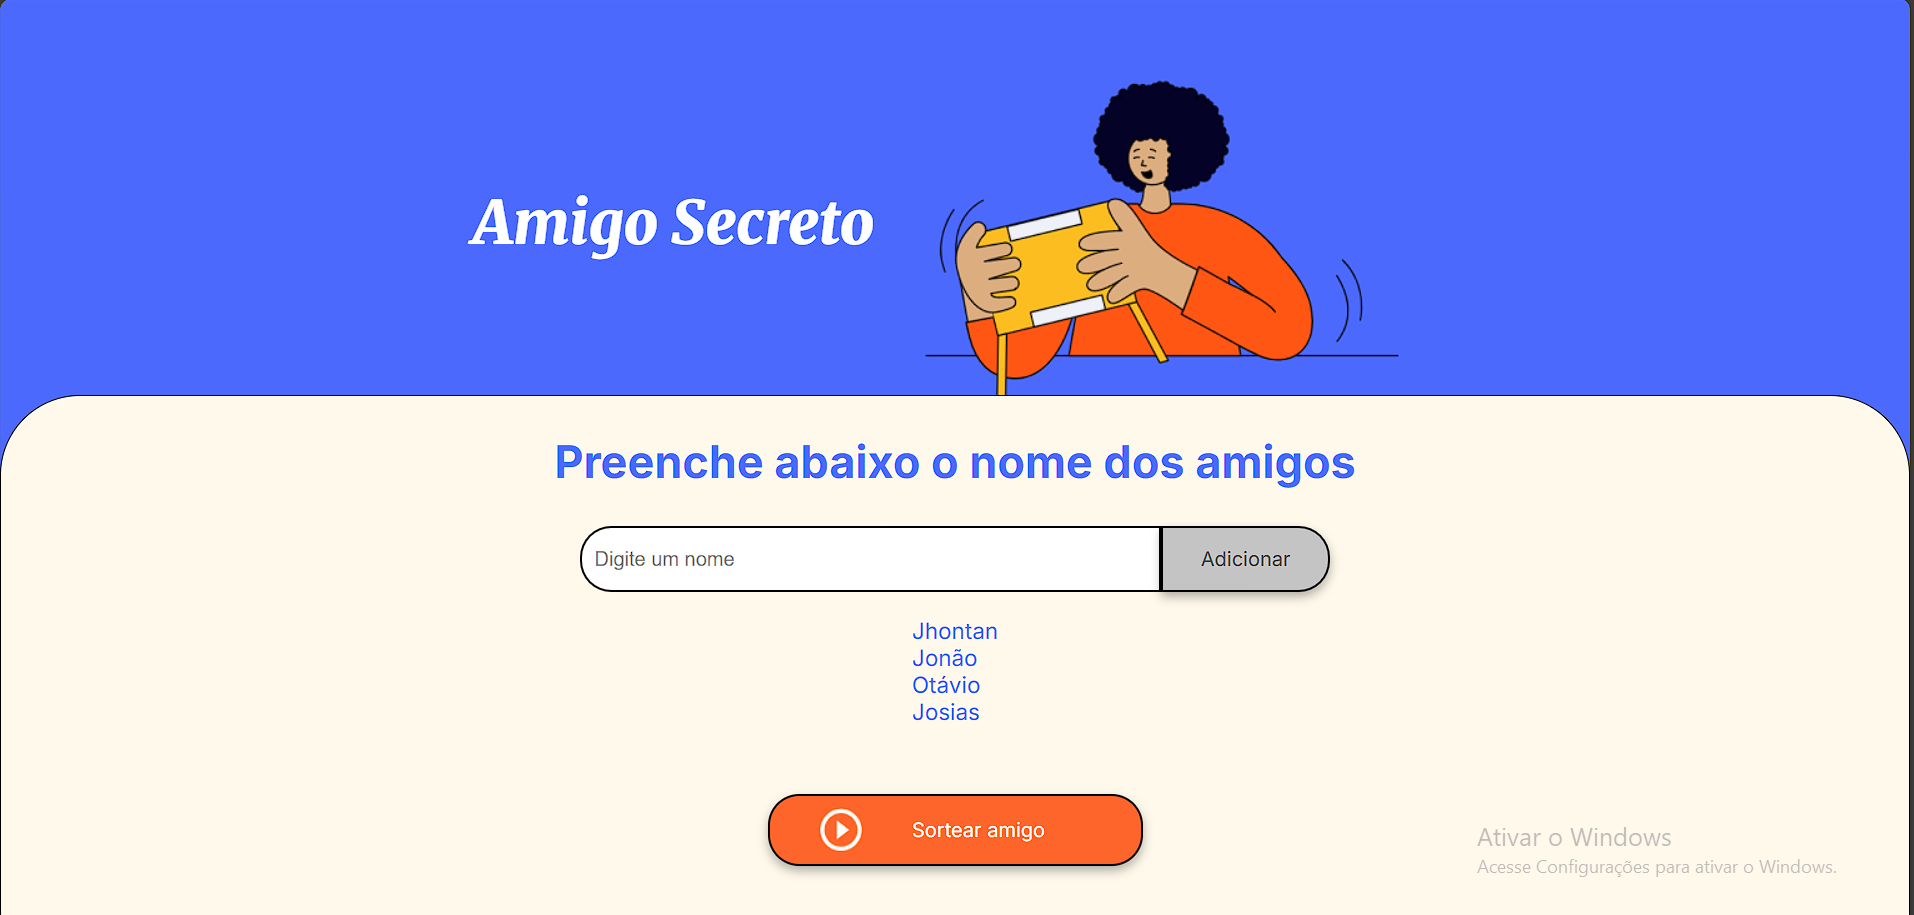 Amigo Secreto
Preenche abaixo o nome dos amigos
Digite um nome
Adicionar
Jhontan
Jonão
Otávio
Josias
Sortear amigo
Ativar o Windows
Acesse Configurações para ativar o Windows.